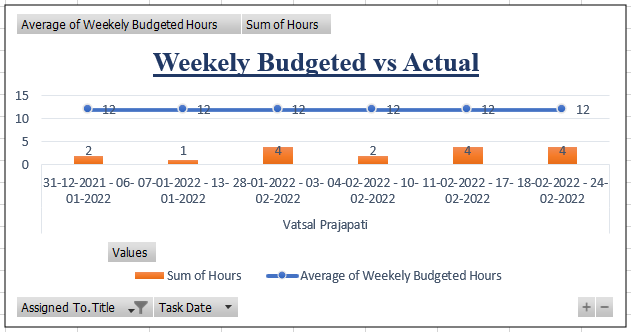 Average of Weekely Budgeted Hours Sum of Hours
Weekely Budgeted vs Actual
15
12 12 12 12 12 12
10
5
2 1 4 2 4 4
0
31-12-2021 - 06- 07-01-2022 - 13- 28-01-2022 - 03- 04-02-2022 - 10- 11-02-2022 - 17- 18-02-2022 - 24-
01-2022 01-2022 02-2022 02-2022 02-2022 02-2022
Vatsal Prajapati
Values
Sum of Hours Average of Weekely Budgeted Hours
Assigned To.Title Task Date + −